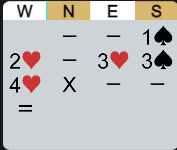 W N E S
– – 1♠
2♥ – 3♥ 3♠
4♥ X – –
=